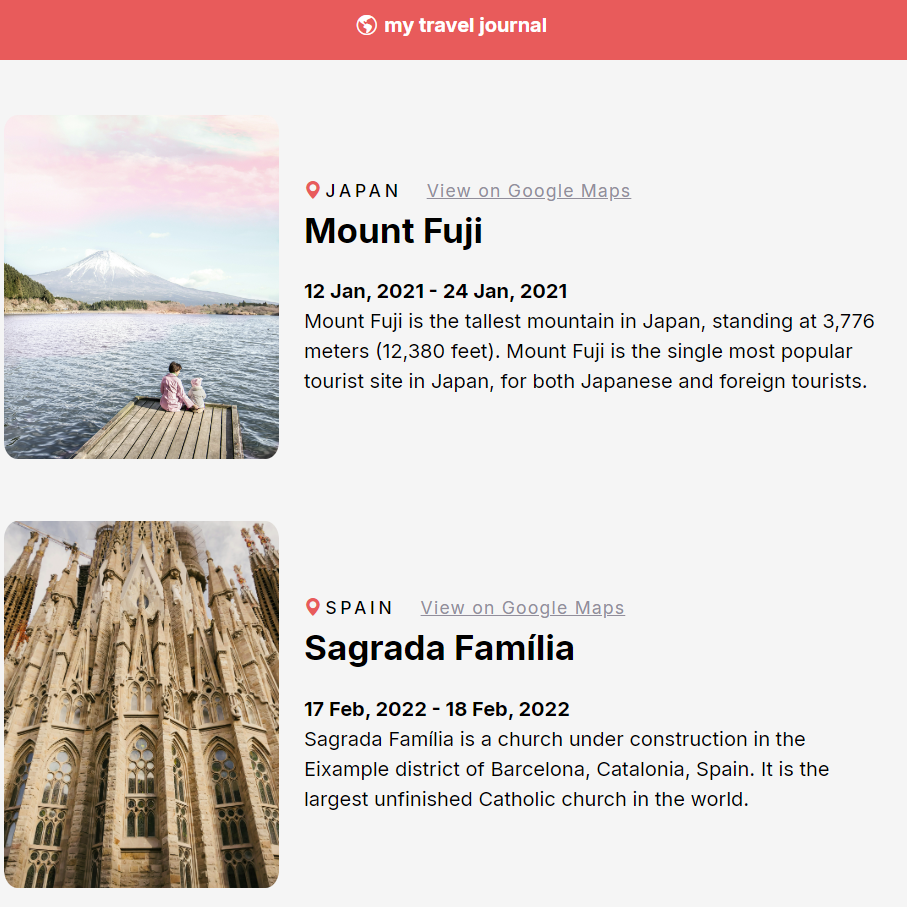 my travel journal
JAPAN View on Google Maps
Mount Fuji
12 Jan, 2021 - 24 Jan, 2021
Mount Fuji is the tallest mountain in Japan, standing at 3,776
meters (12,380 feet). Mount Fuji is the single most popular
tourist site in Japan, for both Japanese and foreign tourists.
SPAIN View on Google Maps
Sagrada Família
17 Feb, 2022 - 18 Feb, 2022
Sagrada Família is a church under construction in the
Eixample district of Barcelona, Catalonia, Spain. It is the
largest unfinished Catholic church in the world.